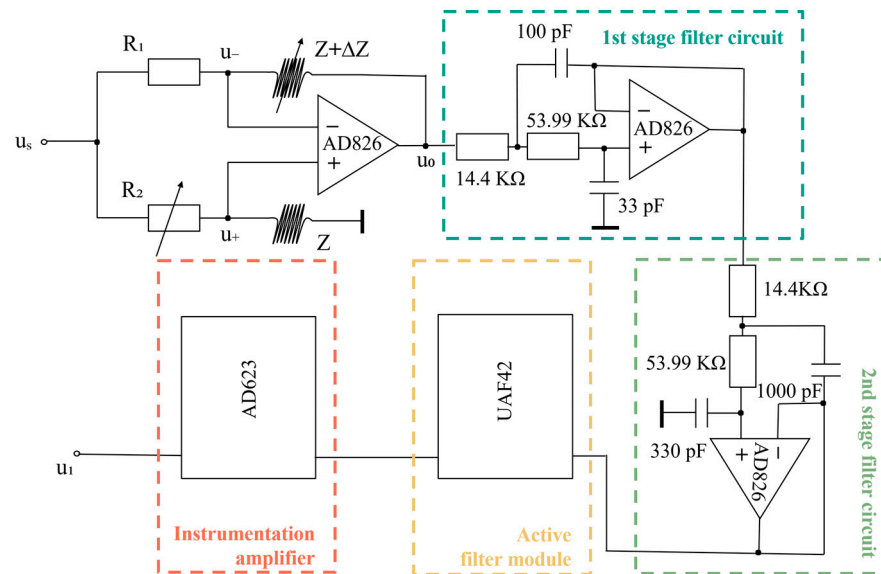 R₁
u₋
Z+ΔZ
100 pF
1st stage filter circuit
uₛ
−
AD826
+
u₀
14.4 KΩ
53.99 KΩ
−
AD826
+
33 pF
R₂
u₊
Z
14.4KΩ
53.99 KΩ
1000 pF
330 pF
+
−
AD826
2nd stage filter circuit
AD623
UAF42
u₁
Instrumentation
amplifier
Active
filter module